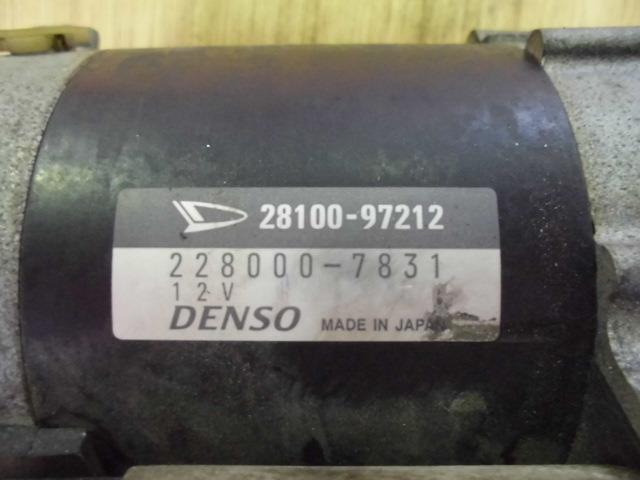 28100-97212
228000-7831
12V
DENSO MADE IN JAPAN